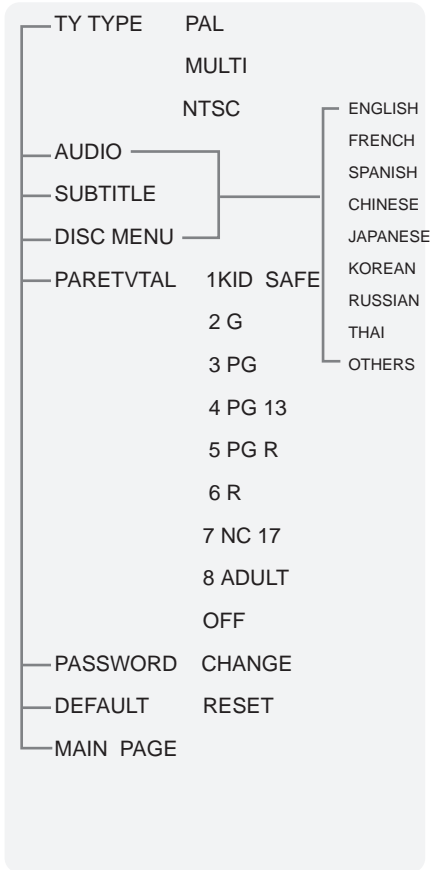 TY TYPE PAL
MULTI
NTSC
AUDIO
SUBTITLE
DISC MENU
ENGLISH
FRENCH
SPANISH
CHINESE
JAPANESE
KOREAN
RUSSIAN
THAI
OTHERS
PARETVTAL 1KID SAFE
2 G
3 PG
4 PG 13
5 PG R
6 R
7 NC 17
8 ADULT
OFF
PASSWORD CHANGE
DEFAULT RESET
MAIN PAGE